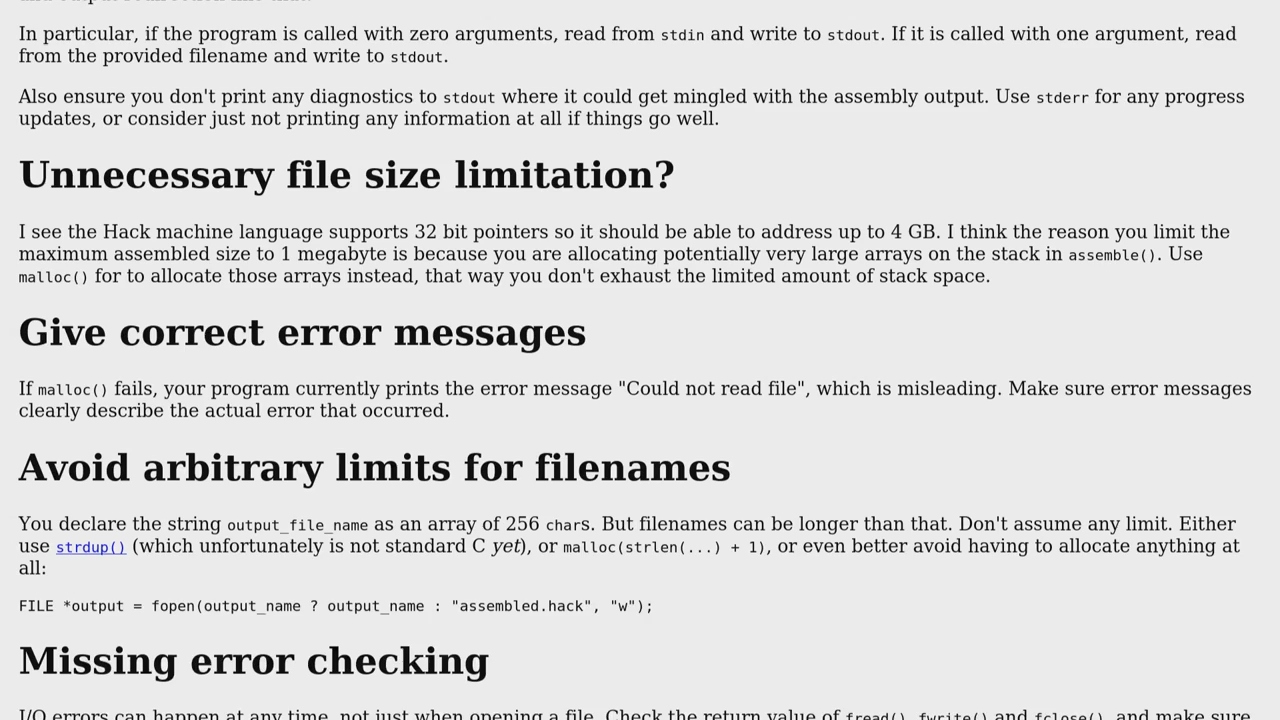 In particular, if the program is called with zero arguments, read from stdin and write to stdout. If it is called with one argument, read
from the provided filename and write to stdout.
Also ensure you don't print any diagnostics to stdout where it could get mingled with the assembly output. Use stderr for any progress
updates, or consider just not printing any information at all if things go well.
Unnecessary file size limitation?
I see the Hack machine language supports 32 bit pointers so it should be able to address up to 4 GB. I think the reason you limit the
maximum assembled size to 1 megabyte is because you are allocating potentially very large arrays on the stack in assemble(). Use
malloc() for to allocate those arrays instead, that way you don't exhaust the limited amount of stack space.
Give correct error messages
If malloc() fails, your program currently prints the error message "Could not read file", which is misleading. Make sure error messages
clearly describe the actual error that occurred.
Avoid arbitrary limits for filenames
You declare the string output_file_name as an array of 256 chars. But filenames can be longer than that. Don't assume any limit. Either
use strdup() (which unfortunately is not standard C yet), or malloc(strlen(...) + 1), or even better avoid having to allocate anything at
all:
FILE *output = fopen(output_name ? output_name : "assembled.hack", "w");
Missing error checking
I/O errors can happen at any time, not just when opening a file. Check the return value of fread(), fwrite() and fclose(), and make sure